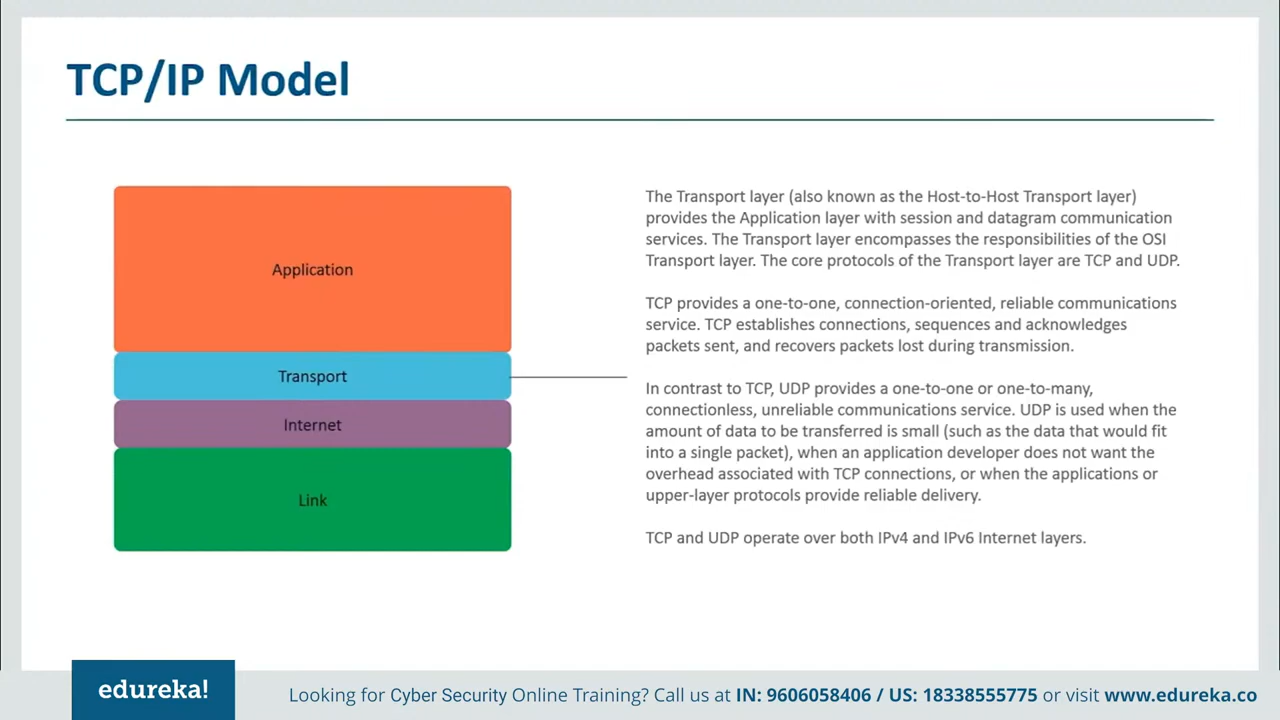 TCP/IP Model
Application
Transport
Internet
Link
The Transport layer (also known as the Host-to-Host Transport layer)
provides the Application layer with session and datagram communication
services. The Transport layer encompasses the responsibilities of the OSI
Transport layer. The core protocols of the Transport layer are TCP and UDP.
TCP provides a one-to-one, connection-oriented, reliable communications
service. TCP establishes connections, sequences and acknowledges
packets sent, and recovers packets lost during transmission.
In contrast to TCP, UDP provides a one-to-one or one-to-many,
connectionless, unreliable communications service. UDP is used when the
amount of data to be transferred is small (such as the data that would fit
into a single packet), when an application developer does not want the
overhead associated with TCP connections, or when the applications or
upper-layer protocols provide reliable delivery.
TCP and UDP operate over both IPv4 and IPv6 Internet layers.
edureka!
Looking for Cyber Security Online Training? Call us at IN: 9606058406 / US: 18338555775 or visit www.edureka.co